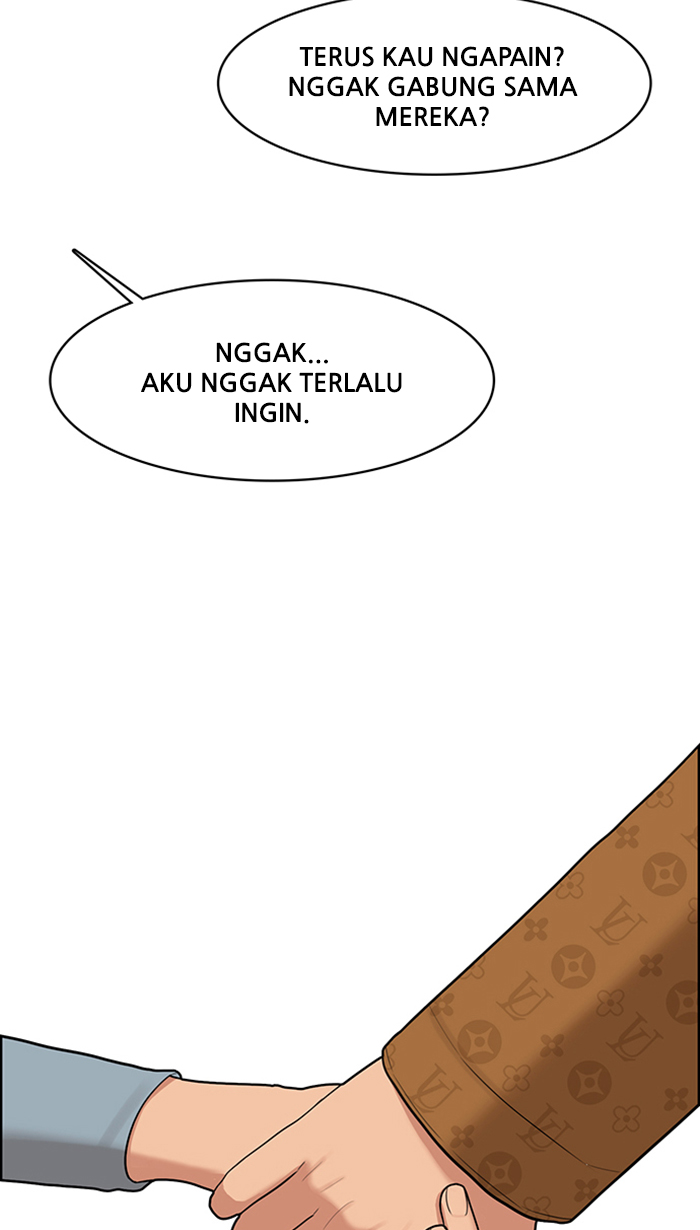 TERUS KAU NGAPAIN?
NGGAK GABUNG SAMA
MEREKA?
NGGAK...
AKU NGGAK TERLALU
INGIN.